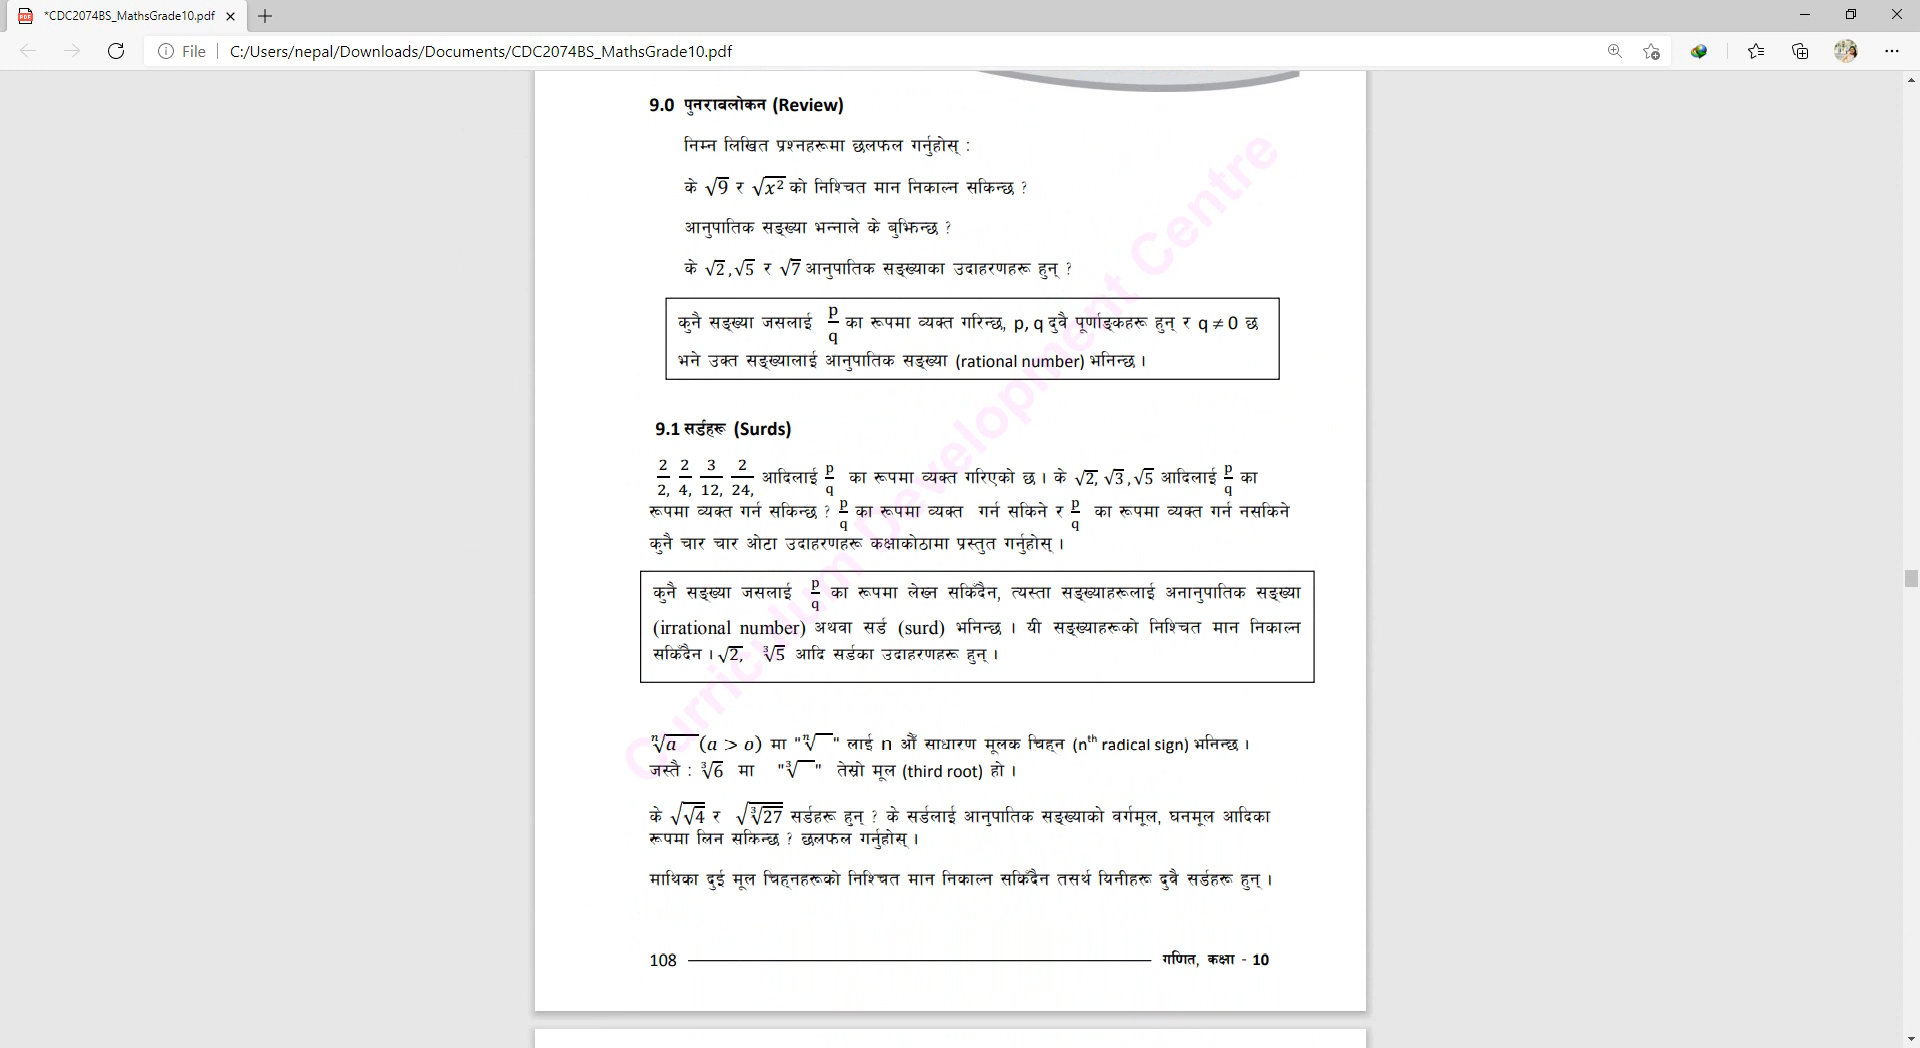 *CDC2074BS_MathsGrade10.pdf
File C:/Users/nepal/Downloads/Documents/CDC2074BS_MathsGrade10.pdf
9.0 पुनरावलोकन (Review)
निम्न लिखित प्रश्नहरूमा छलफल गर्नुहोस् :
के √9 र √x² को निश्चित मान निकाल्न सकिन्छ ?
आनुपातिक सङ्ख्या भन्नाले के बुझिन्छ ?
के √2 ,√5 र √7 आनुपातिक सङ्ख्याका उदाहरणहरू हुन् ?
कुनै सङ्ख्या जसलाई p/q का रूपमा व्यक्त गरिन्छ, p, q दुवै पूर्णाङ्कहरू हुन् र q ≠ 0 छ
भने उक्त सङ्ख्यालाई आनुपातिक सङ्ख्या (rational number) भनिन्छ ।
9.1 सर्डहरू (Surds)
2/2, 2/4, 3/12, 2/24, आदिलाई p/q का रूपमा व्यक्त गरिएको छ । के √2, √3 ,√5 आदिलाई p/q का
रूपमा व्यक्त गर्न सकिन्छ ? p/q का रूपमा व्यक्त गर्न सकिने र p/q का रूपमा व्यक्त गर्न नसकिने
कुनै चार चार ओटा उदाहरणहरू कक्षाकोठामा प्रस्तुत गर्नुहोस् ।
कुनै सङ्ख्या जसलाई p/q का रूपमा लेख्न सकिँदैन, त्यस्ता सङ्ख्याहरूलाई अनानुपातिक सङ्ख्या
(irrational number) अथवा सर्ड (surd) भनिन्छ । यी सङ्ख्याहरूको निश्चित मान निकाल्न
सकिँदैन । √2, ∛5 आदि सर्डका उदाहरणहरू हुन् ।
ⁿ√a (a > o) मा "ⁿ√ " लाई n औँ साधारण मूलक चिह्न (nth radical sign) भनिन्छ ।
जस्तै : ∛6 मा "∛ " तेस्रो मूल (third root) हो ।
के √√4 र √∛27 सर्डहरू हुन् ? के सर्डलाई आनुपातिक सङ्ख्याको वर्गमूल, घनमूल आदिका
रूपमा लिन सकिन्छ ? छलफल गर्नुहोस् ।
माथिका दुई मूल चिह्नहरूको निश्चित मान निकाल्न सकिँदैन तसर्थ यिनीहरू दुवै सर्डहरू हुन् ।
108 गणित, कक्षा - 10
Curriculum Development Centre